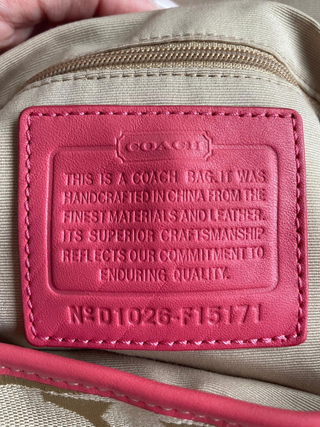 COACH
THIS IS A COACH BAG. IT WAS
HANDCRAFTED IN CHINA FROM THE
FINEST MATERIALS AND LEATHER.
ITS SUPERIOR CRAFTSMANSHIP
REFLECTS OUR COMMITMENT TO
ENDURING QUALITY.
Nº D1026-F15171